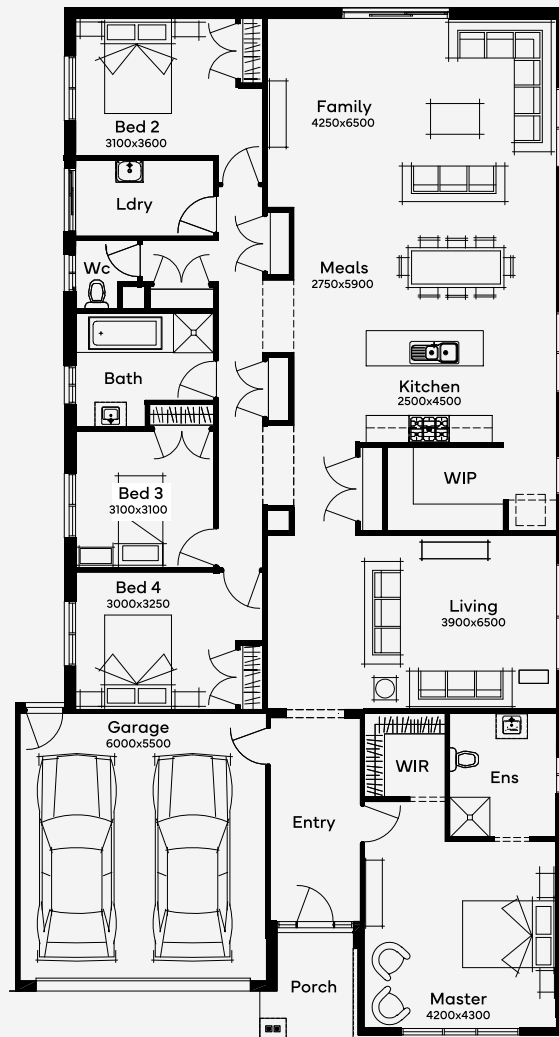 Family
4250x6500
Bed 2
3100x3600
Ldry
Wc
Meals
2750x5900
Bath
Kitchen
2500x4500
WIP
Bed 3
3100x3100
Bed 4
3000x3250
Living
3900x6500
Garage
6000x5500
WIR
Ens
Entry
Porch
Master
4200x4300